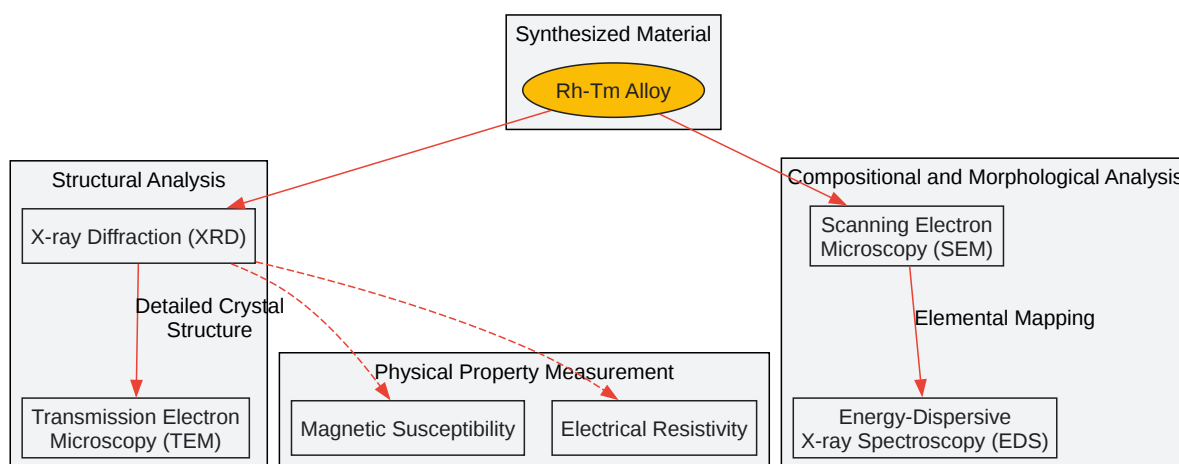 Synthesized Material
Rh-Tm Alloy
Structural Analysis
X-ray Diffraction (XRD)
Detailed Crystal
Structure
Transmission Electron
Microscopy (TEM)
Physical Property Measurement
Magnetic Susceptibility
Electrical Resistivity
Compositional and Morphological Analysis
Scanning Electron
Microscopy (SEM)
Elemental Mapping
Energy-Dispersive
X-ray Spectroscopy (EDS)